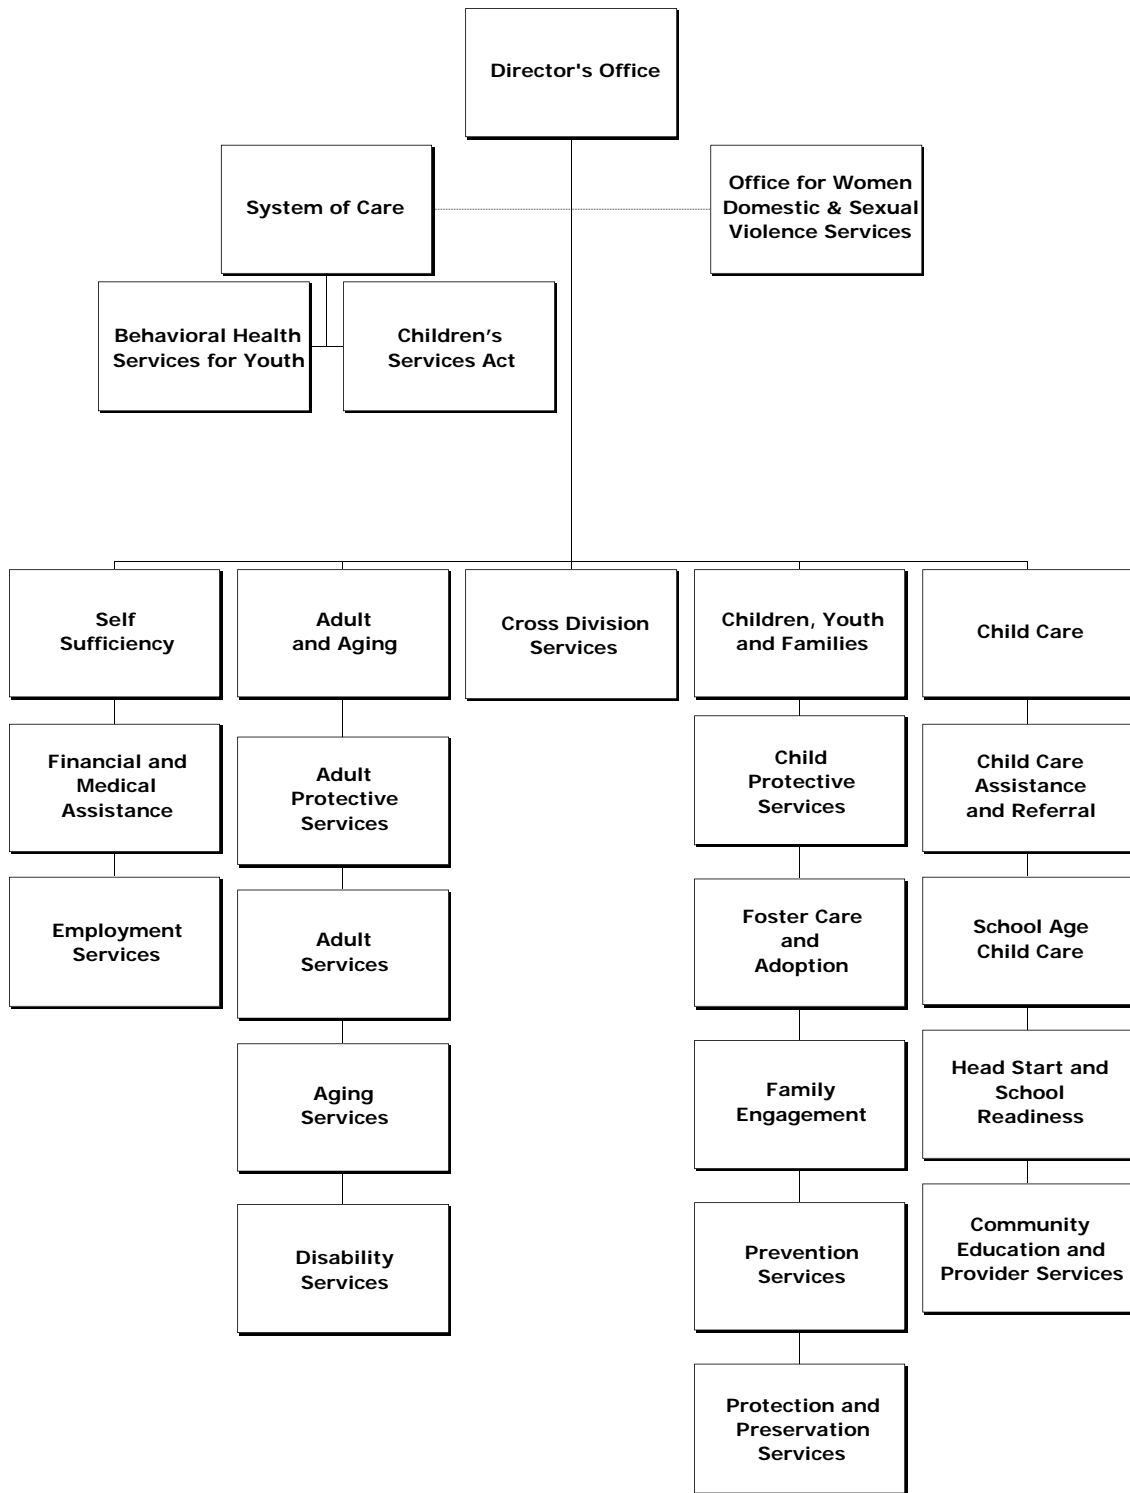 Director's Office
System of Care
Office for Women
Domestic & Sexual
Violence Services
Behavioral Health
Services for Youth
Children’s
Services Act
Self
Sufficiency
Adult
and Aging
Cross Division
Services
Children, Youth
and Families
Child Care
Financial and
Medical
Assistance
Adult
Protective
Services
Child
Protective
Services
Child Care
Assistance
and Referral
Employment
Services
Adult
Services
Foster Care
and
Adoption
School Age
Child Care
Aging
Services
Family
Engagement
Head Start and
School
Readiness
Disability
Services
Prevention
Services
Community
Education and
Provider Services
Protection and
Preservation
Services